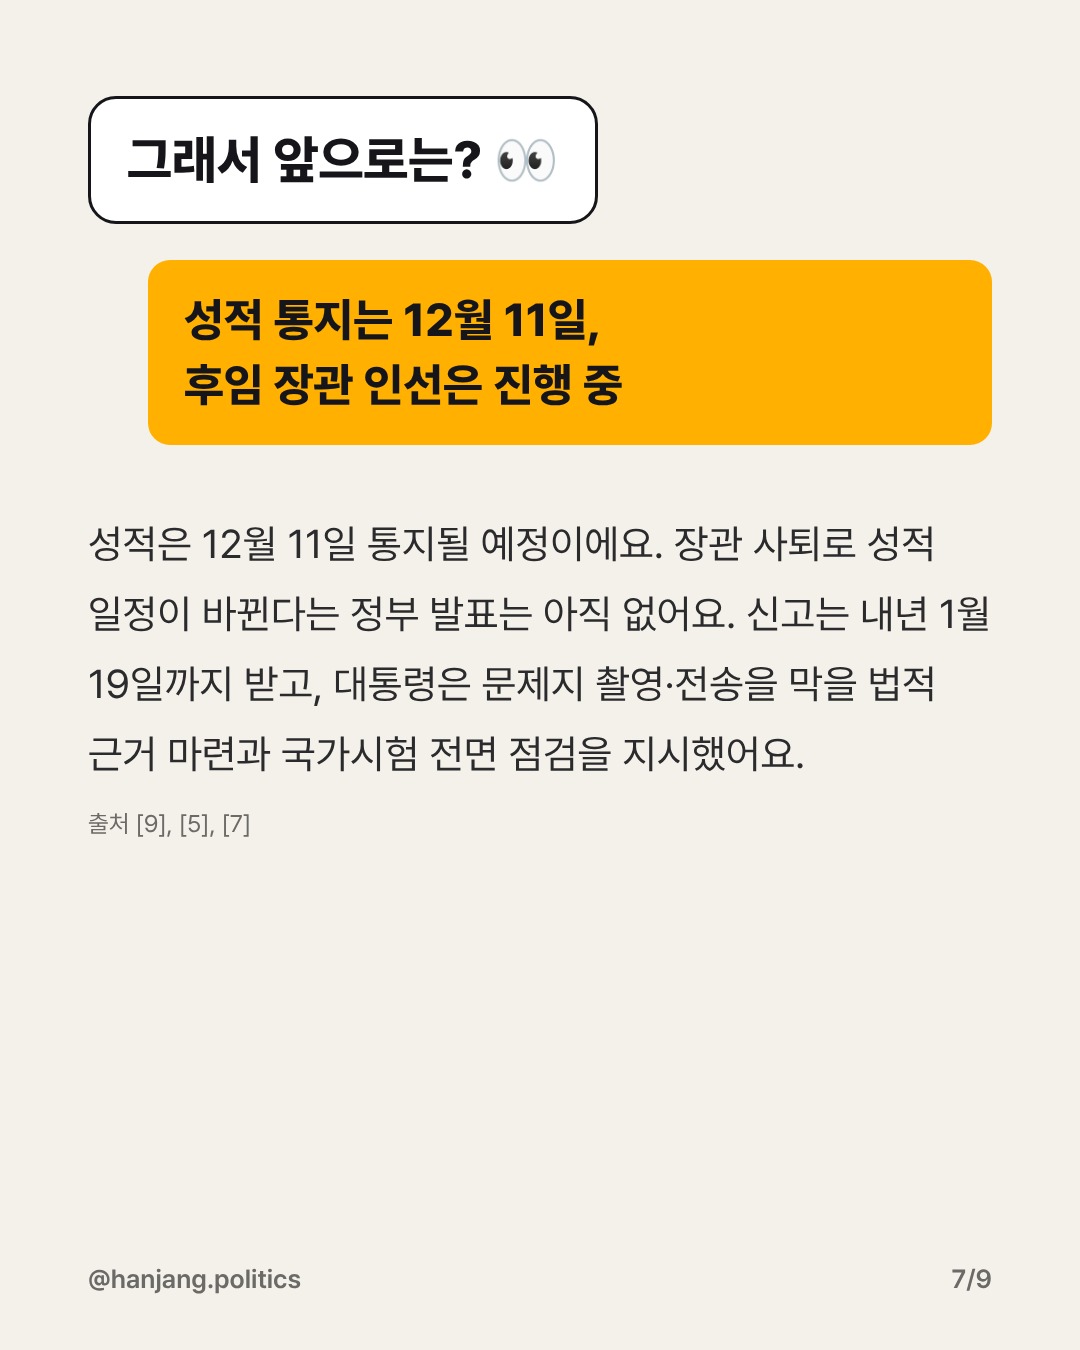 그래서 앞으로는? 👀
성적 통지는 12월 11일,
후임 장관 인선은 진행 중
성적은 12월 11일 통지될 예정이에요. 장관 사퇴로 성적
일정이 바뀐다는 정부 발표는 아직 없어요. 신고는 내년 1월
19일까지 받고, 대통령은 문제지 촬영·전송을 막을 법적
근거 마련과 국가시험 전면 점검을 지시했어요.
출처 [9], [5], [7]
@hanjang.politics
7/9